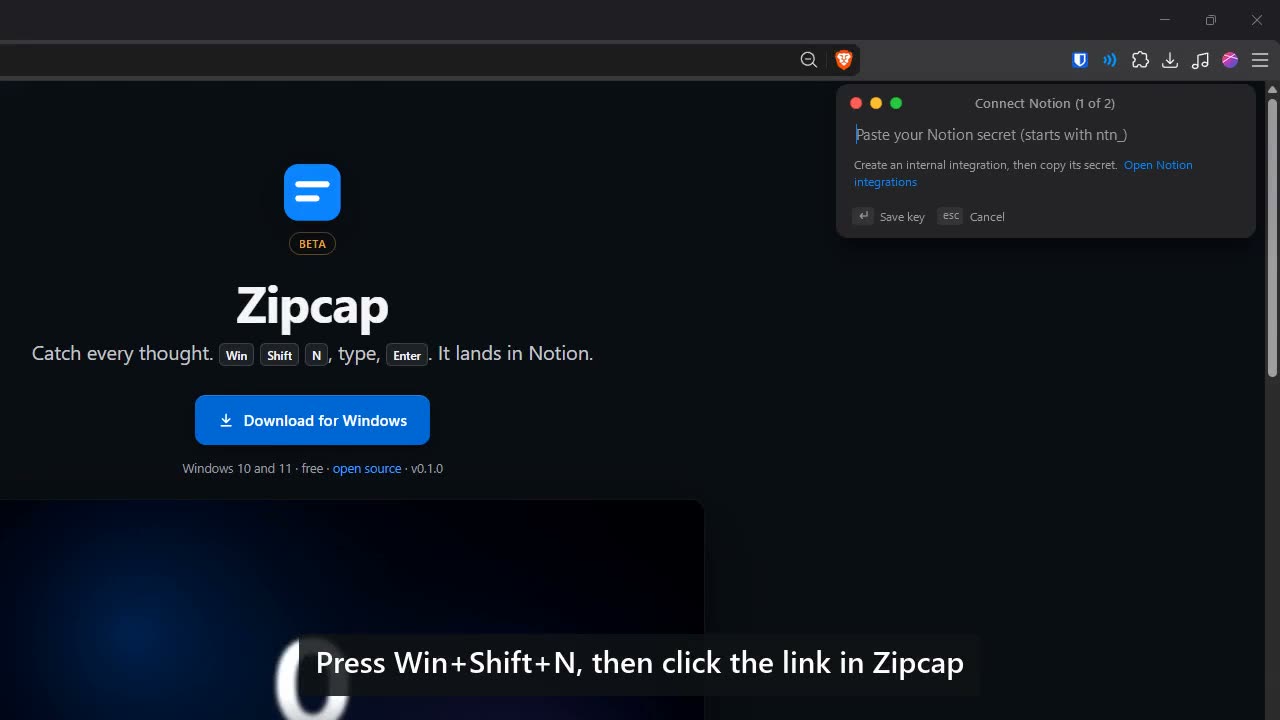 Connect Notion (1 of 2)
Paste your Notion secret (starts with ntn_)
Create an internal integration, then copy its secret. Open Notion
integrations
↵ Save key esc Cancel
BETA
Zipcap
Catch every thought. Win Shift N, type, Enter. It lands in Notion.
Download for Windows
Windows 10 and 11 · free · open source · v0.1.0
0
Press Win+Shift+N, then click the link in Zipcap